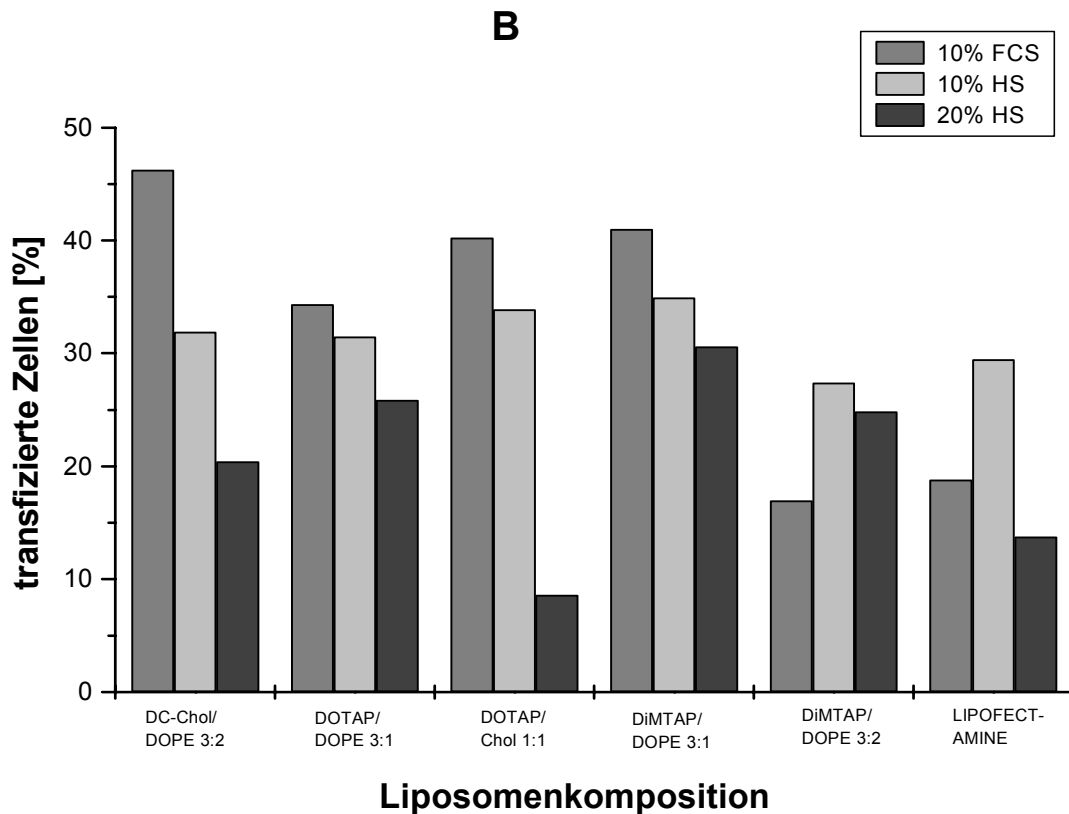 B
10% FCS
10% HS
20% HS
50
40
30
20
10
0
transfizierte Zellen [%]
DC-Chol/
DOPE 3:2
DOTAP/
DOPE 3:1
DOTAP/
Chol 1:1
DiMTAP/
DOPE 3:1
DiMTAP/
DOPE 3:2
LIPOFECT-
AMINE
Liposomenkomposition